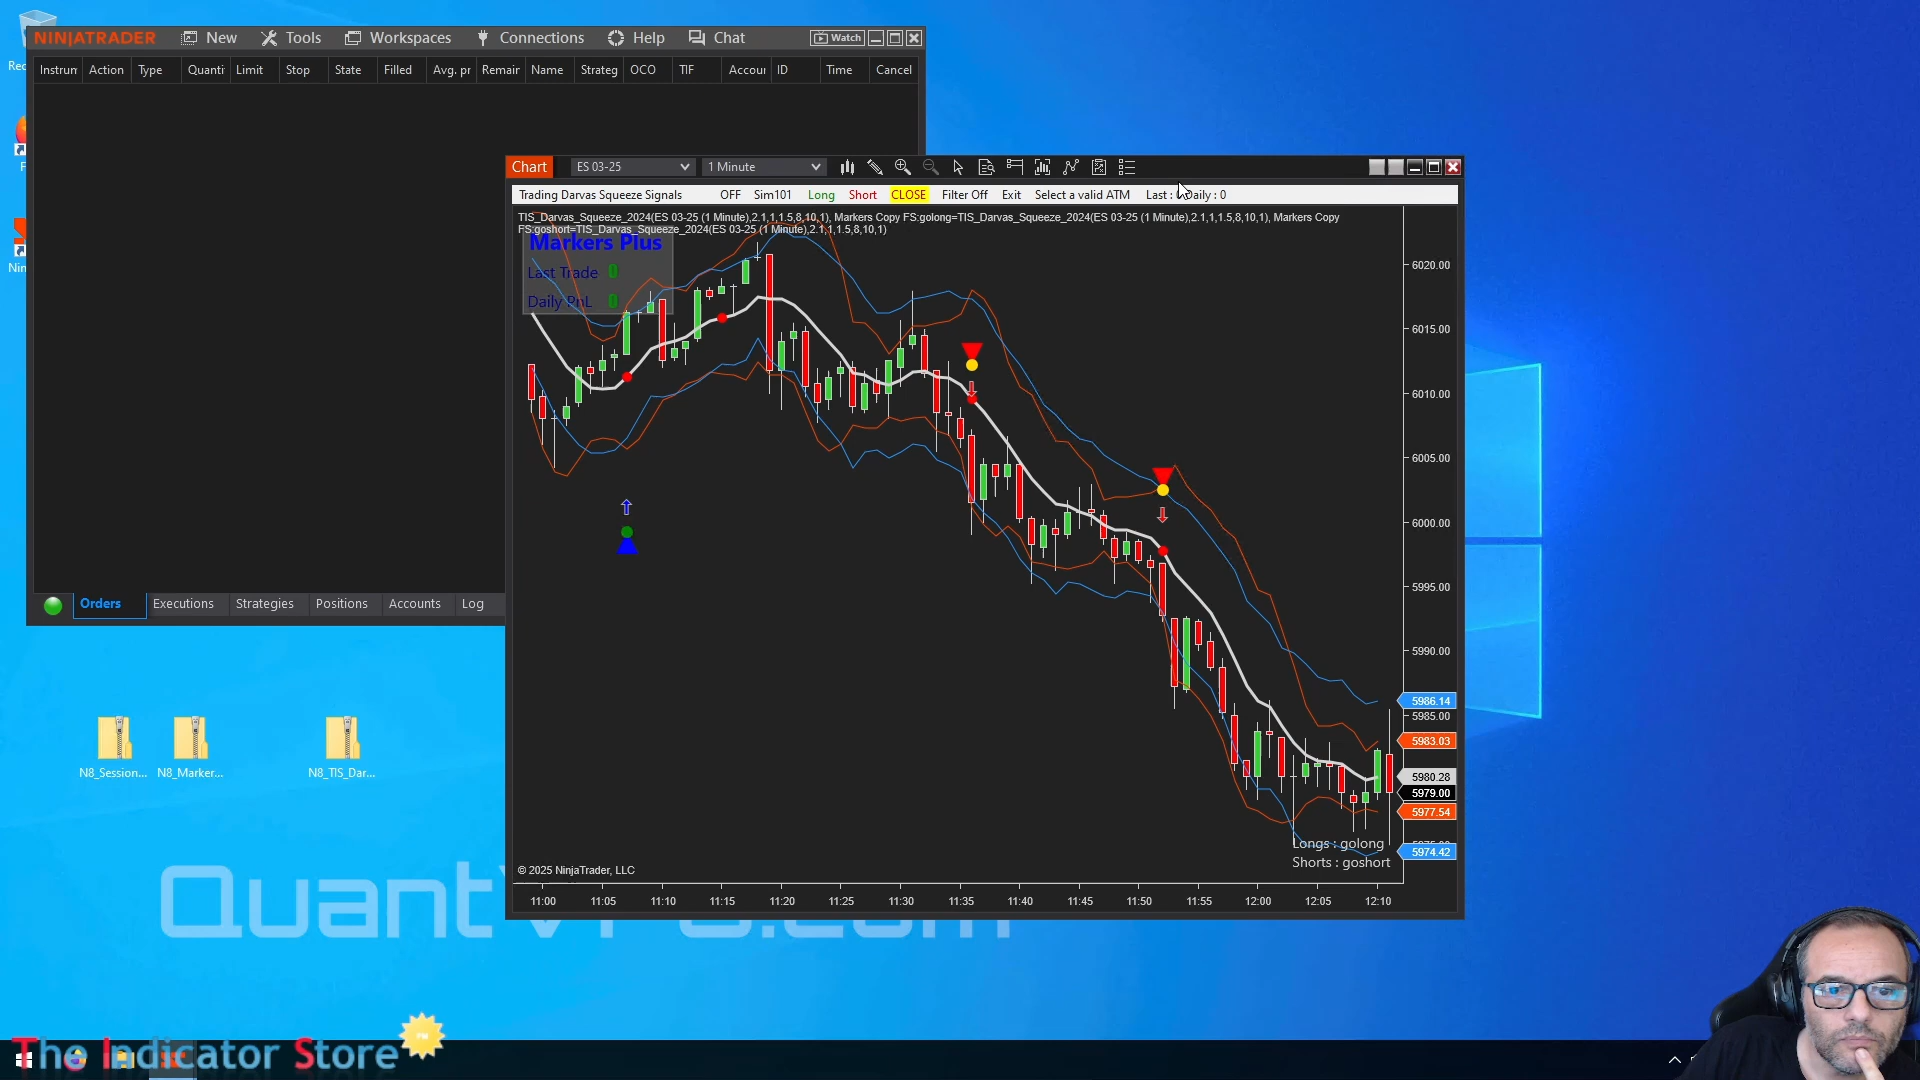 NINJATRADER New Tools Workspaces Connections Help Chat Watch
Action Type Limit Stop State Filled Avg. pr Name OCO TIF ID Time Cancel
Chart ES 03-25 1 Minute
Trading Darvas Squeeze Signals OFF Sim101 Long Short CLOSE Filter Off Exit Select a valid ATM Last : Daily : 0
TIS_Darvas_Squeeze_2024(ES 03-25 (1 Minute),2.1,1,1.5,8,10,1), Markers Copy FS:golong=TIS_Darvas_Squeeze_2024(ES 03-25 (1 Minute),2.1,1,1.5,8,10,1), Markers Copy
FS:goshort=TIS_Darvas_Squeeze_2024(ES 03-25 (1 Minute),2.1,1,1.5,8,10,1)
Markers Plus
Last Trade 0
Daily PnL 0
6020.00
6015.00
6010.00
6005.00
6000.00
5995.00
5990.00
5986.14
5985.00
5983.03
5980.28
5979.00
5977.54
5974.42
Longs : golong
Shorts : goshort
© 2025 NinjaTrader, LLC
11:00 11:05 11:10 11:15 11:20 11:25 11:30 11:35 11:40 11:45 11:50 11:55 12:00 12:05 12:10
Orders Executions Strategies Positions Accounts Log
N8_Session... N8_Marker... N8_TIS_Dar...
The Indicator Store